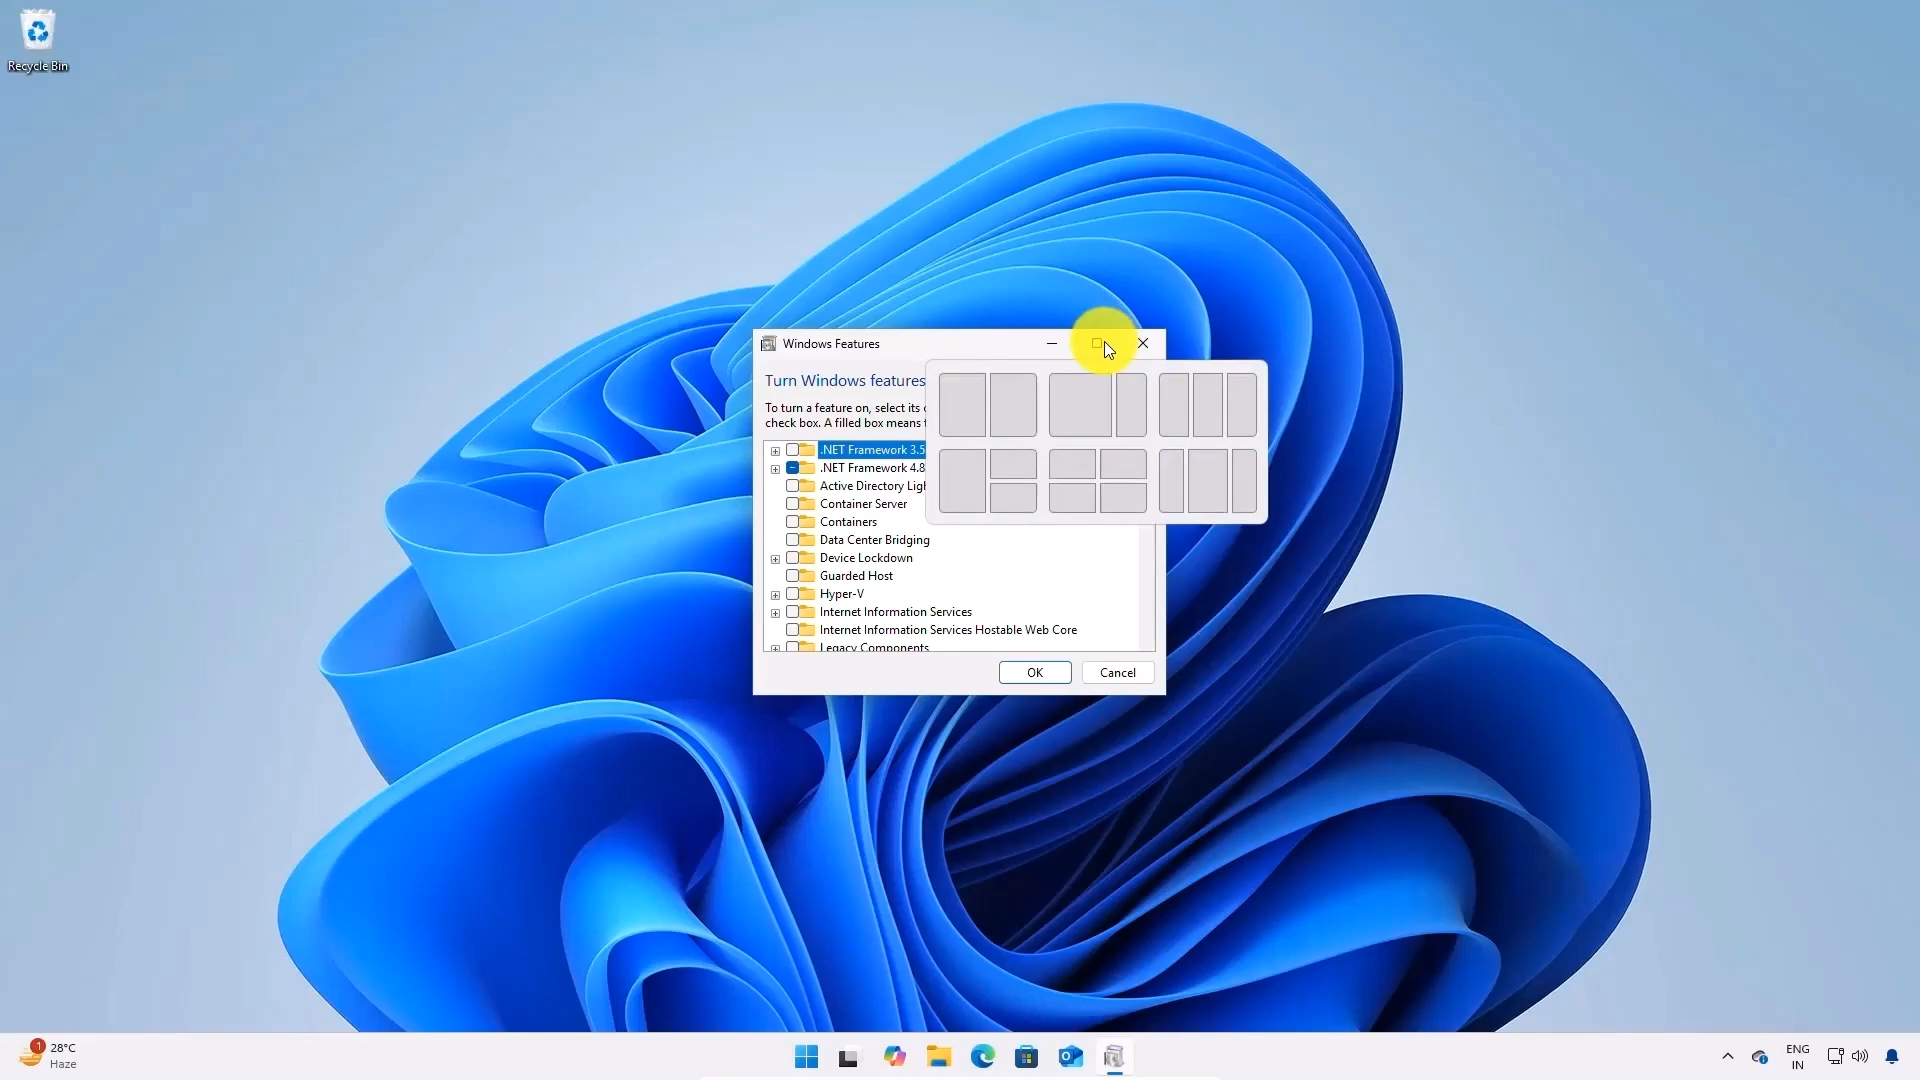 Recycle Bin
Windows Features
Turn Windows features
To turn a feature on, select its
check box. A filled box means
.NET Framework 3.5
.NET Framework 4.8
Active Directory
Container Server
Containers
Data Center Bridging
Device Lockdown
Guarded Host
Hyper-V
Internet Information Services
Internet Information Services Hostable Web Core
Legacy Components
OK Cancel
1
28°C
Haze
ENG
IN